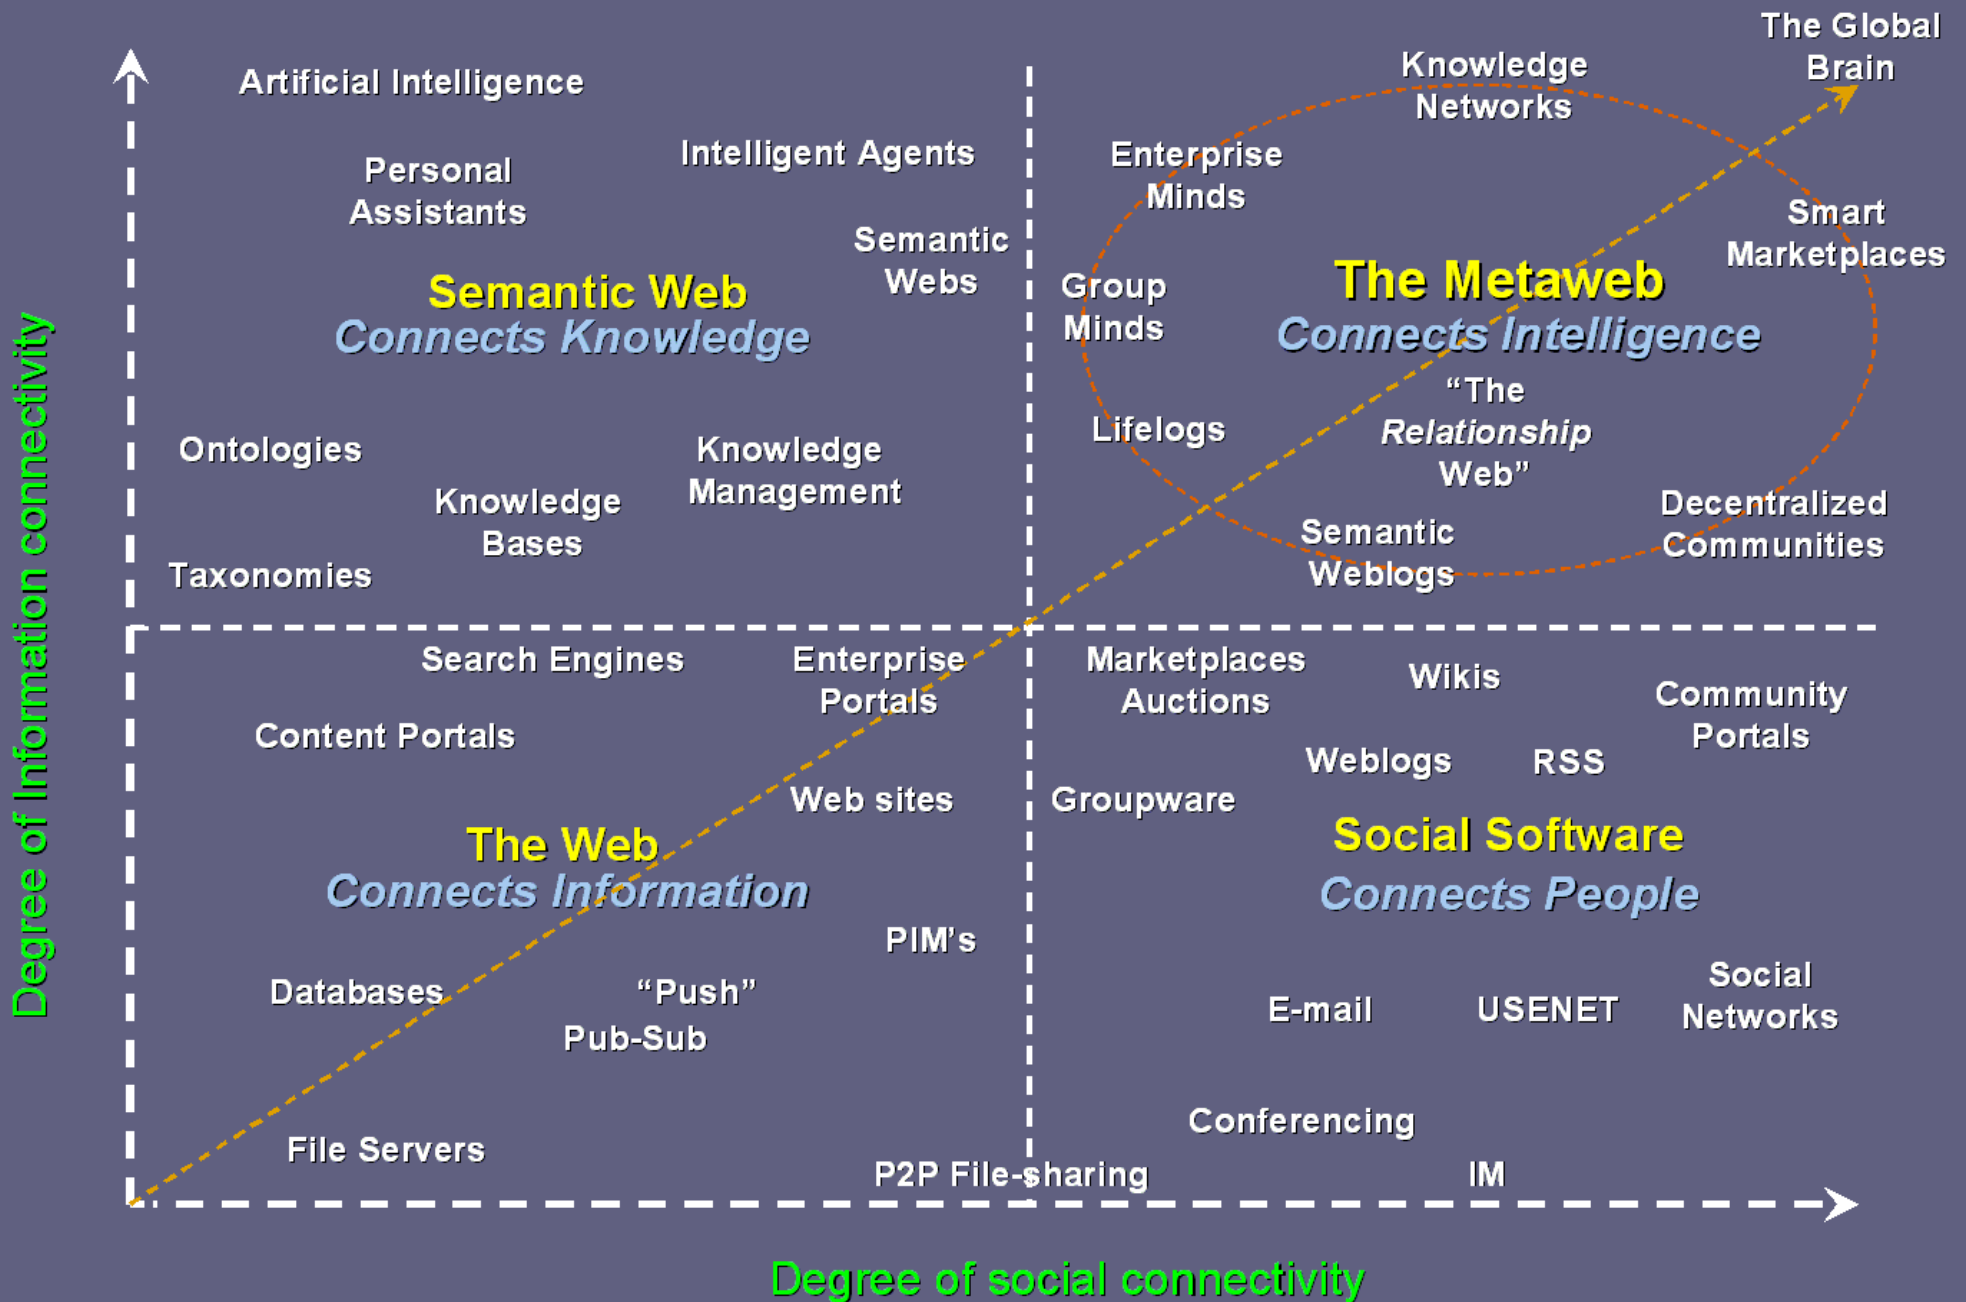 The Global
Brain
Artificial Intelligence
Knowledge
Networks
Personal
Assistants
Intelligent Agents
Enterprise
Minds
Semantic
Webs
Smart
Marketplaces
Semantic Web
Connects Knowledge
Group
Minds
The Metaweb
Connects Intelligence
“The
Relationship
Web”
Ontologies
Knowledge
Management
Lifelogs
Knowledge
Bases
Taxonomies
Semantic
Weblogs
Decentralized
Communities
Search Engines
Enterprise
Portals
Marketplaces
Auctions
Wikis
Community
Portals
Content Portals
Weblogs
RSS
Web sites
Groupware
The Web
Connects Information
Social Software
Connects People
PIM’s
Databases
“Push”
Pub-Sub
E-mail
USENET
Social
Networks
File Servers
Conferencing
P2P File-sharing
IM
Degree of Information connectivity
Degree of social connectivity